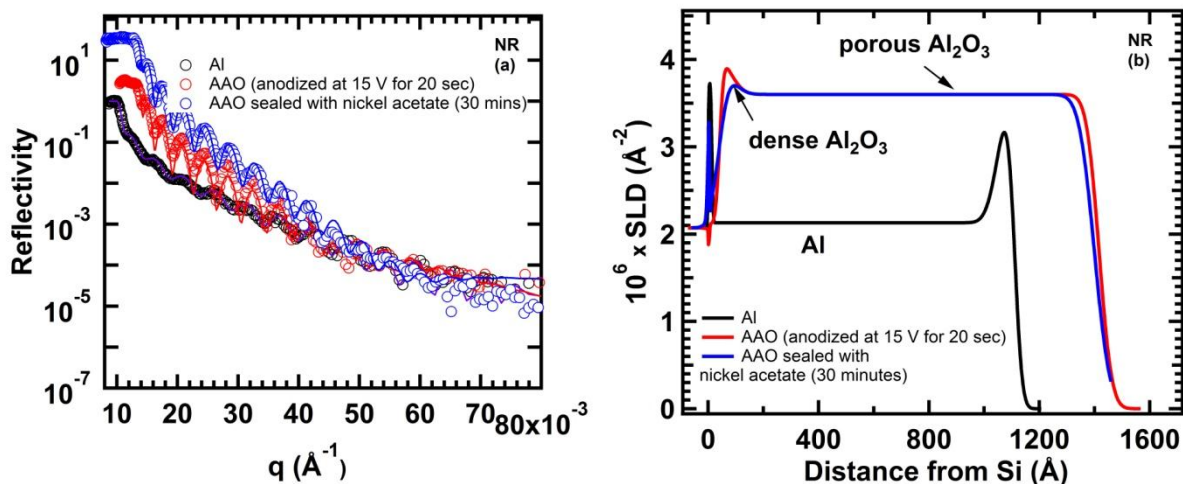 NR
(a)
Al
AAO (anodized at 15 V for 20 sec)
AAO sealed with nickel acetate (30 mins)
Reflectivity
10^1
10^-1
10^-3
10^-5
10^-7
10 20 30 40 50 60 70 80x10^-3
q (Å^-1)
NR
(b)
porous Al2O3
dense Al2O3
Al
Al
AAO (anodized at 15 V for 20 sec)
AAO sealed with
nickel acetate (30 minutes)
10^6 x SLD (Å^-2)
4
3
2
1
0
0 400 800 1200 1600
Distance from Si (Å)